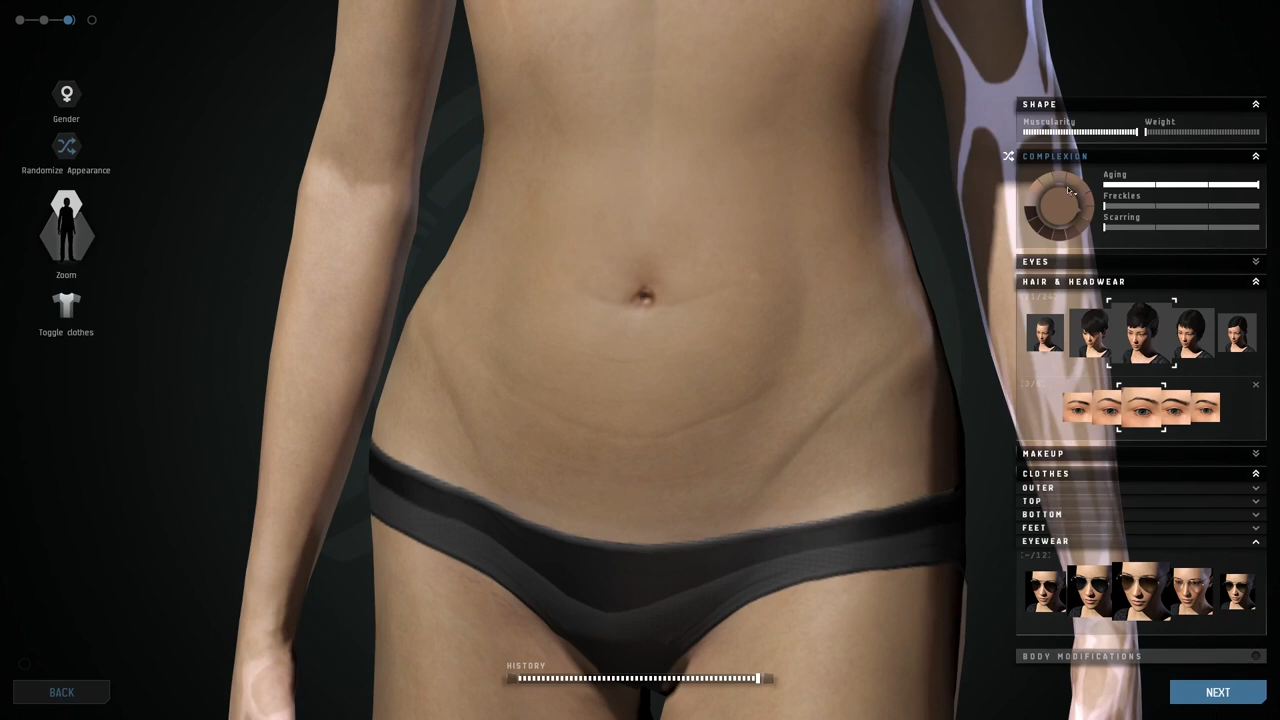 Gender
Randomize Appearance
Zoom
Toggle clothes
SHAPE
Muscularity Weight
COMPLEXION
Aging
Freckles
Scarring
EYES
HAIR & HEADWEAR
MAKEUP
CLOTHES
OUTER
TOP
BOTTOM
FEET
EYEWEAR
[-/12]
BODY MODIFICATIONS
HISTORY
BACK
NEXT